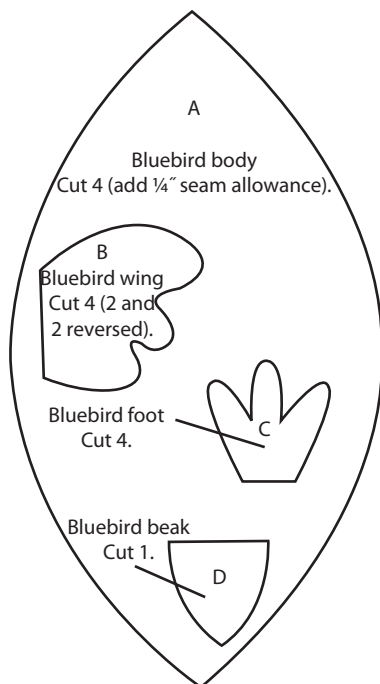 A
Bluebird body
Cut 4 (add ¼˝ seam allowance).
B
Bluebird wing
Cut 4 (2 and
2 reversed).
Bluebird foot
Cut 4.
C
Bluebird beak
Cut 1.
D